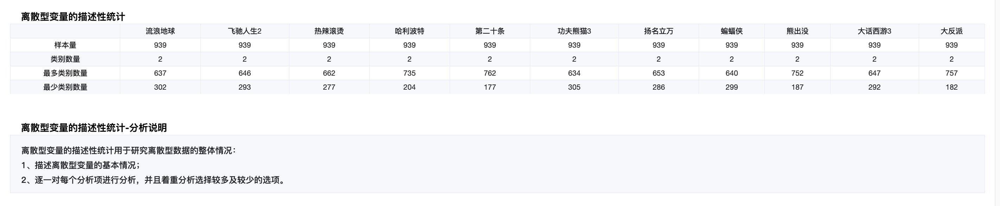 离散型变量的描述性统计
流浪地球 飞驰人生2 热辣滚烫 哈利波特 第二十条 功夫熊猫3 扬名立万 蝙蝠侠 熊出没 大话西游3 大反派
样本量 939 939 939 939 939 939 939 939 939 939 939
类别数量 2 2 2 2 2 2 2 2 2 2 2
最多类别数量 637 646 662 735 762 634 653 640 752 647 757
最少类别数量 302 293 277 204 177 305 286 299 187 292 182
离散型变量的描述性统计-分析说明
离散型变量的描述性统计用于研究离散型数据的整体情况：
1、描述离散型变量的基本情况；
2、逐一对每个分析项进行分析，并且着重分析选择较多及较少的选项。